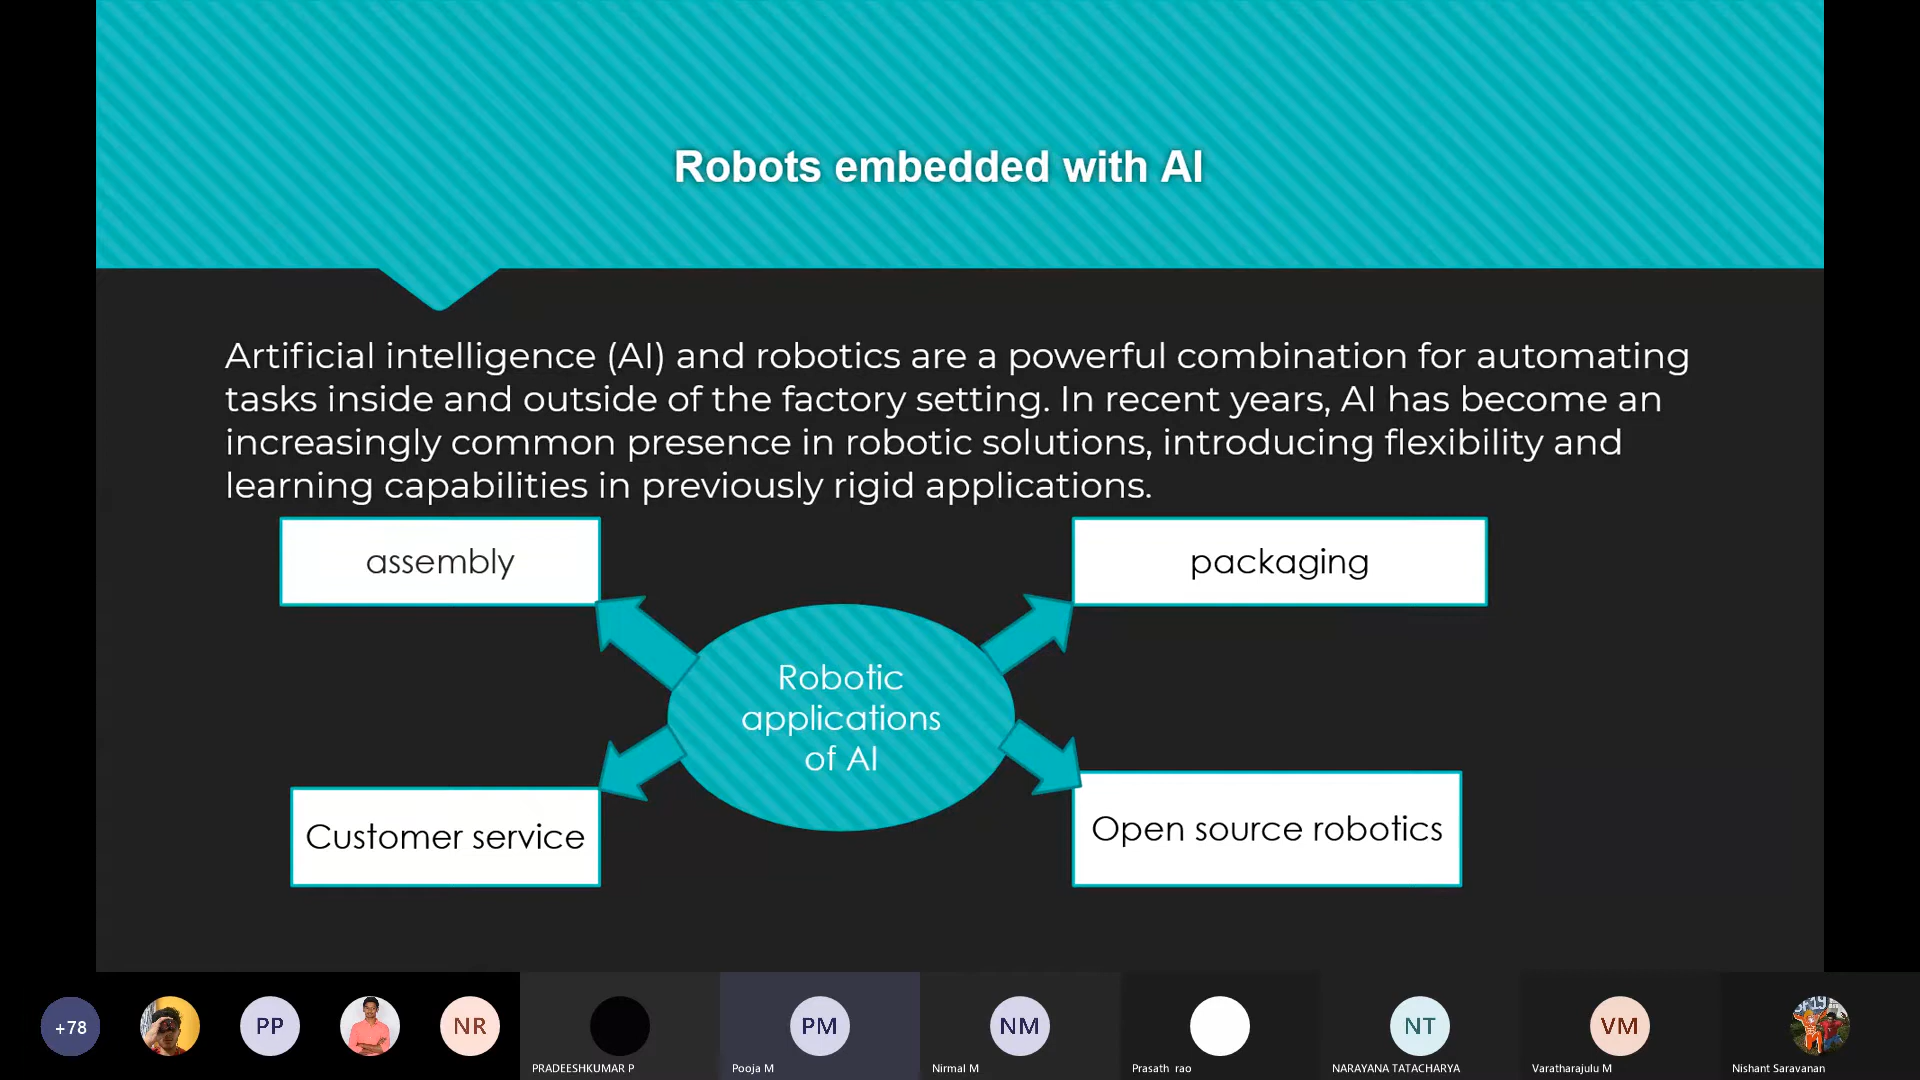 Robots embedded with AI
Artificial intelligence (AI) and robotics are a powerful combination for automating
tasks inside and outside of the factory setting. In recent years, AI has become an
increasingly common presence in robotic solutions, introducing flexibility and
learning capabilities in previously rigid applications.
assembly
packaging
Robotic
applications
of AI
Customer service
Open source robotics
+78
PP
NR
PRADEESHKUMAR P
PM
Pooja M
NM
Nirmal M
Prasath rao
NT
NARAYANA TATACHARYA
VM
Varatharajulu M
Nishant Saravanan